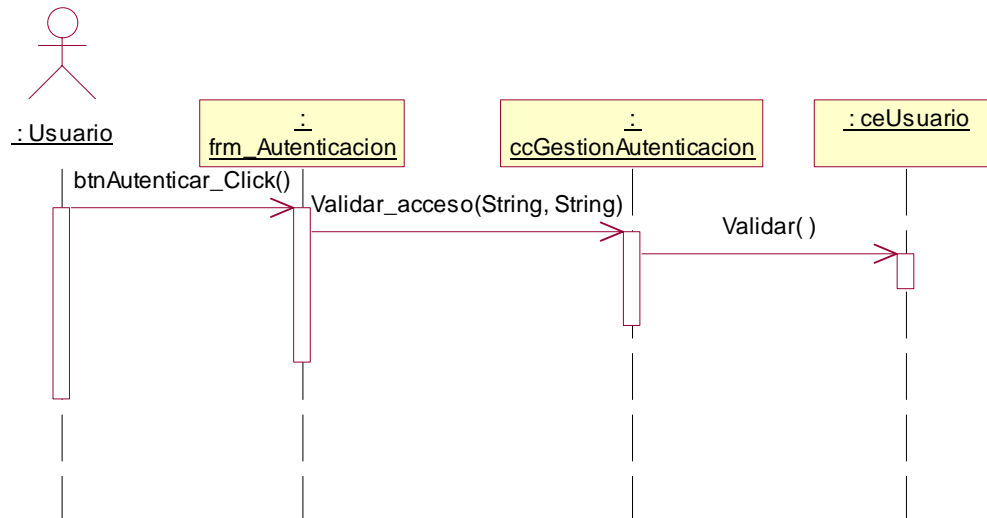 : Usuario
:
frm_Autenticacion
:
ccGestionAutenticacion
: ceUsuario
btnAutenticar_Click()
Validar_acceso(String, String)
Validar( )